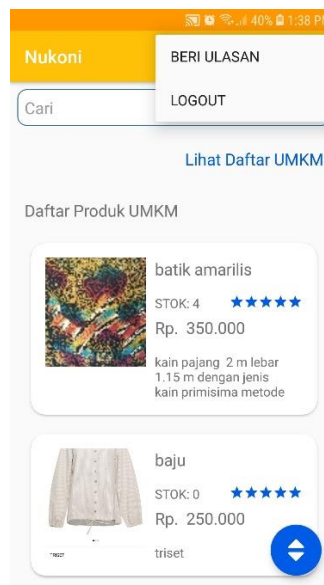 40% 1:38 PM
Nukoni
BERI ULASAN
LOGOUT
Cari
Lihat Daftar UMKM
Daftar Produk UMKM
batik amarilis
STOK: 4
Rp. 350.000
kain pajang 2 m lebar
1.15 m dengan jenis
kain primisima metode
baju
STOK: 0
Rp. 250.000
triset
TRISET